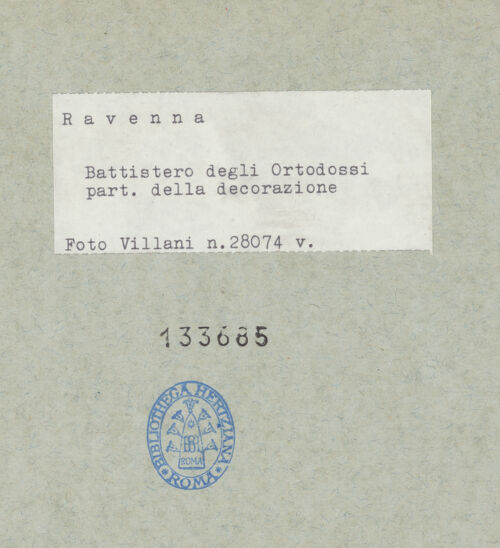 R a v e n n a
Battistero degli Ortodossi
part. della decorazione
Foto Villani n.28074 v.
133685
BIBLIOTHECA HERTZIANA
ROMA
ROMA